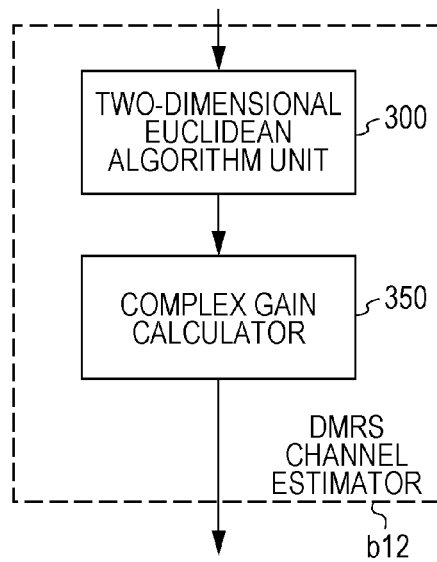 TWO-DIMENSIONAL
EUCLIDEAN
ALGORITHM UNIT
300
COMPLEX GAIN
CALCULATOR
350
DMRS
CHANNEL
ESTIMATOR
b12